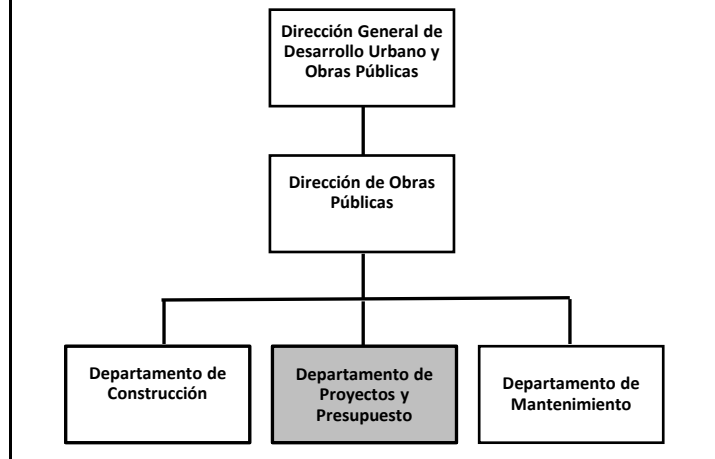 Dirección General de
Desarrollo Urbano y
Obras Públicas
Dirección de Obras
Públicas
Departamento de
Construcción
Departamento de
Proyectos y
Presupuesto
Departamento de
Mantenimiento